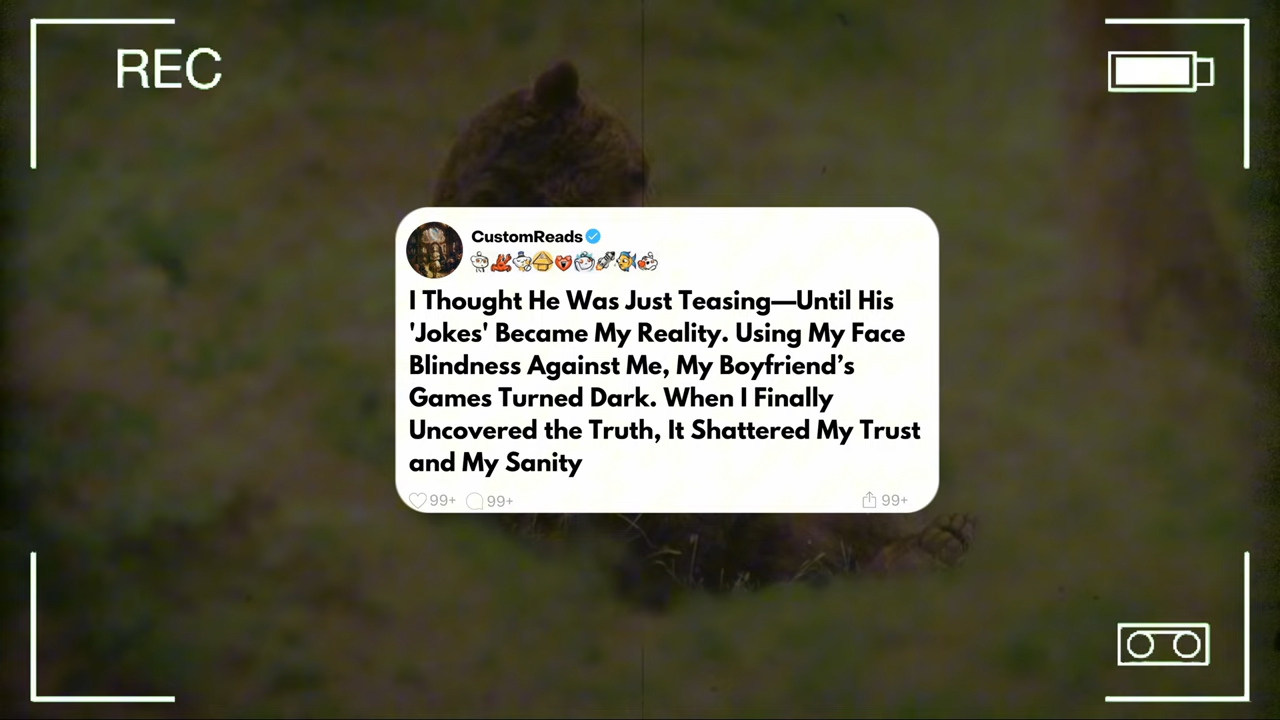 REC
CustomReads
I Thought He Was Just Teasing—Until His
'Jokes' Became My Reality. Using My Face
Blindness Against Me, My Boyfriend’s
Games Turned Dark. When I Finally
Uncovered the Truth, It Shattered My Trust
and My Sanity
99+ 99+ 99+